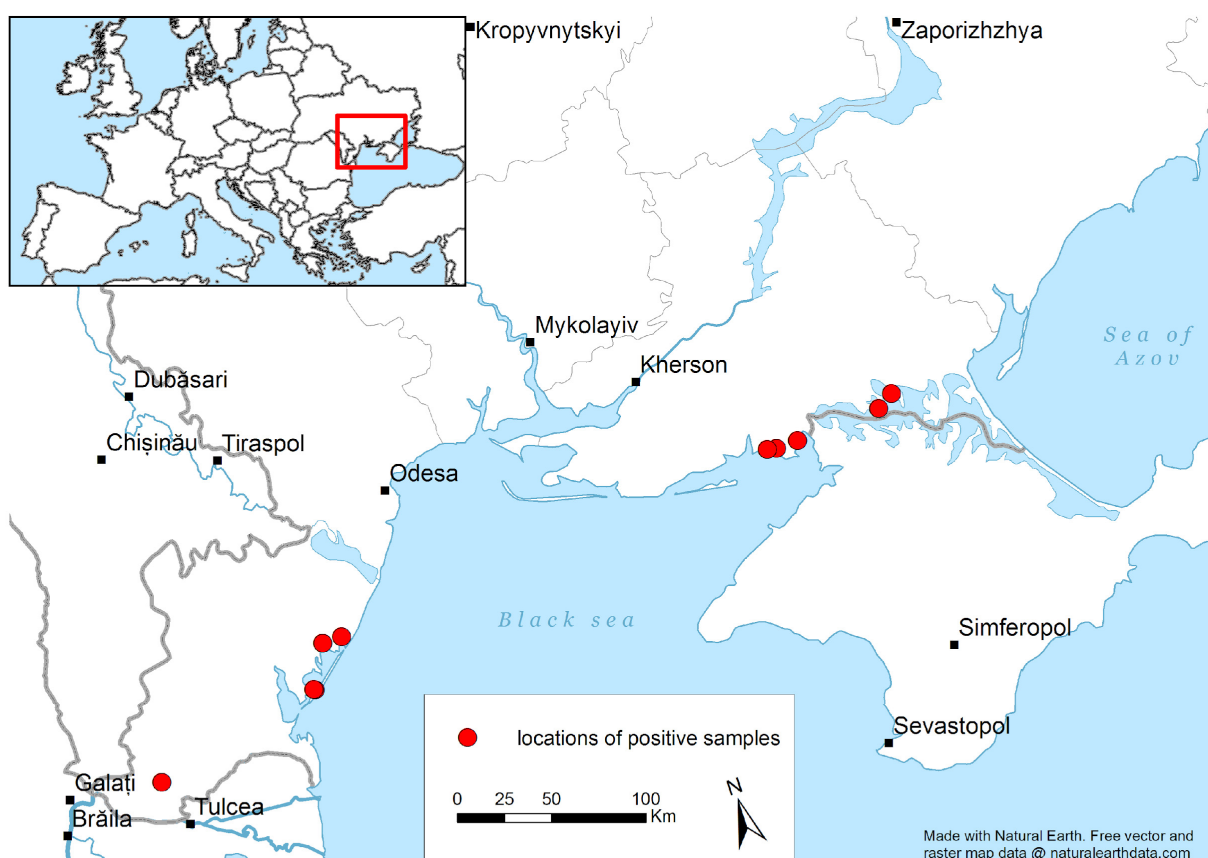 Kropyvnytskyi
Zaporizhzhya
Mykolayiv
Sea of
Azov
Kherson
Dubăsari
Chișinău
Tiraspol
Odesa
Black sea
Simferopol
Sevastopol
locations of positive samples
Galați
Tulcea
Brăila
N
0 25 50 100
Km
Made with Natural Earth. Free vector and
raster map data @ naturalearthdata.com